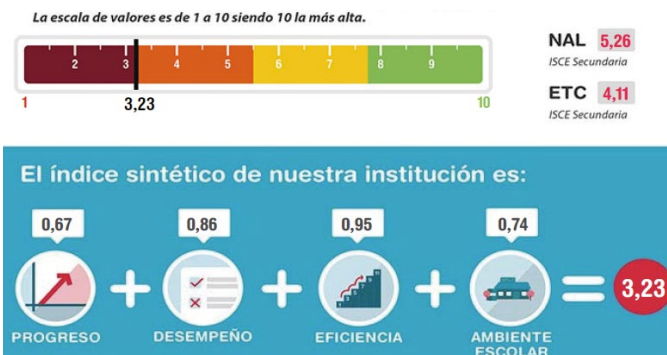 La escala de valores es de 1 a 10 siendo 10 la más alta.
2 3 4 5 6 7 8 9
1 3,23 10
NAL 5,26
ISCE Secundaria
ETC 4,11
ISCE Secundaria
El índice sintético de nuestra institución es:
0,67 0,86 0,95 0,74
+ + + = 3,23
PROGRESO DESEMPEÑO EFICIENCIA AMBIENTE
ESCOLAR